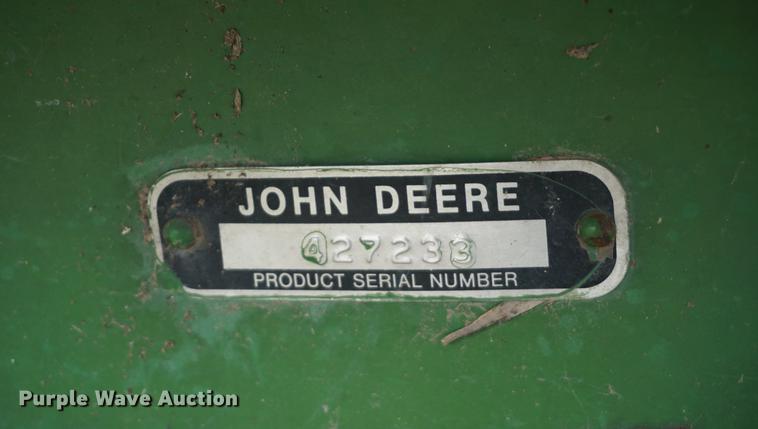 JOHN DEERE
427233
PRODUCT SERIAL NUMBER
Purple Wave Auction